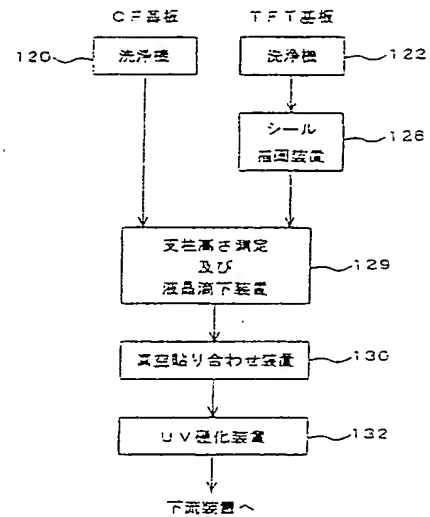 CF基板 TFT基板
120 洗浄機 洗浄機 122
シール
描画装置 126
支柱高さ測定
及び
液晶滴下装置 129
真空貼り合わせ装置 130
UV硬化装置 132
下流装置へ